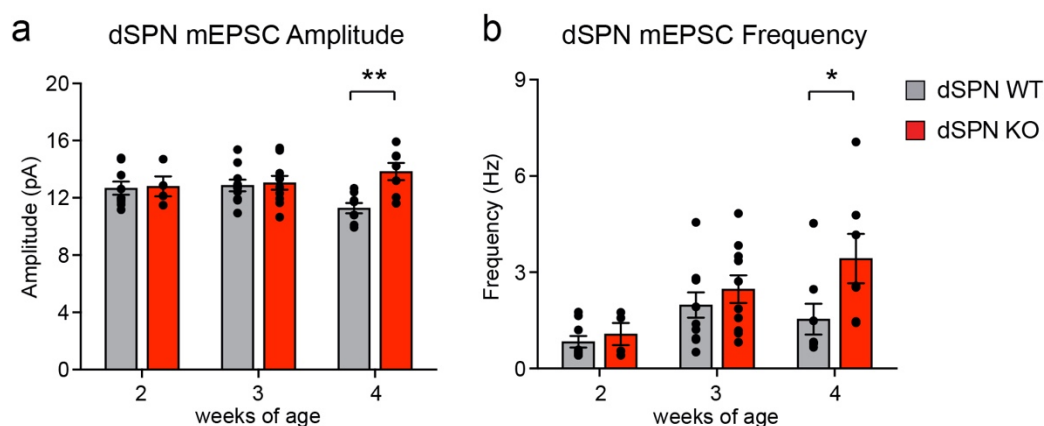 a
dSPN mEPSC Amplitude
Amplitude (pA)
20
16
12
8
4
0
**
2
3
4
weeks of age
b
dSPN mEPSC Frequency
Frequency (Hz)
9
6
3
0
*
2
3
4
weeks of age
dSPN WT
dSPN KO